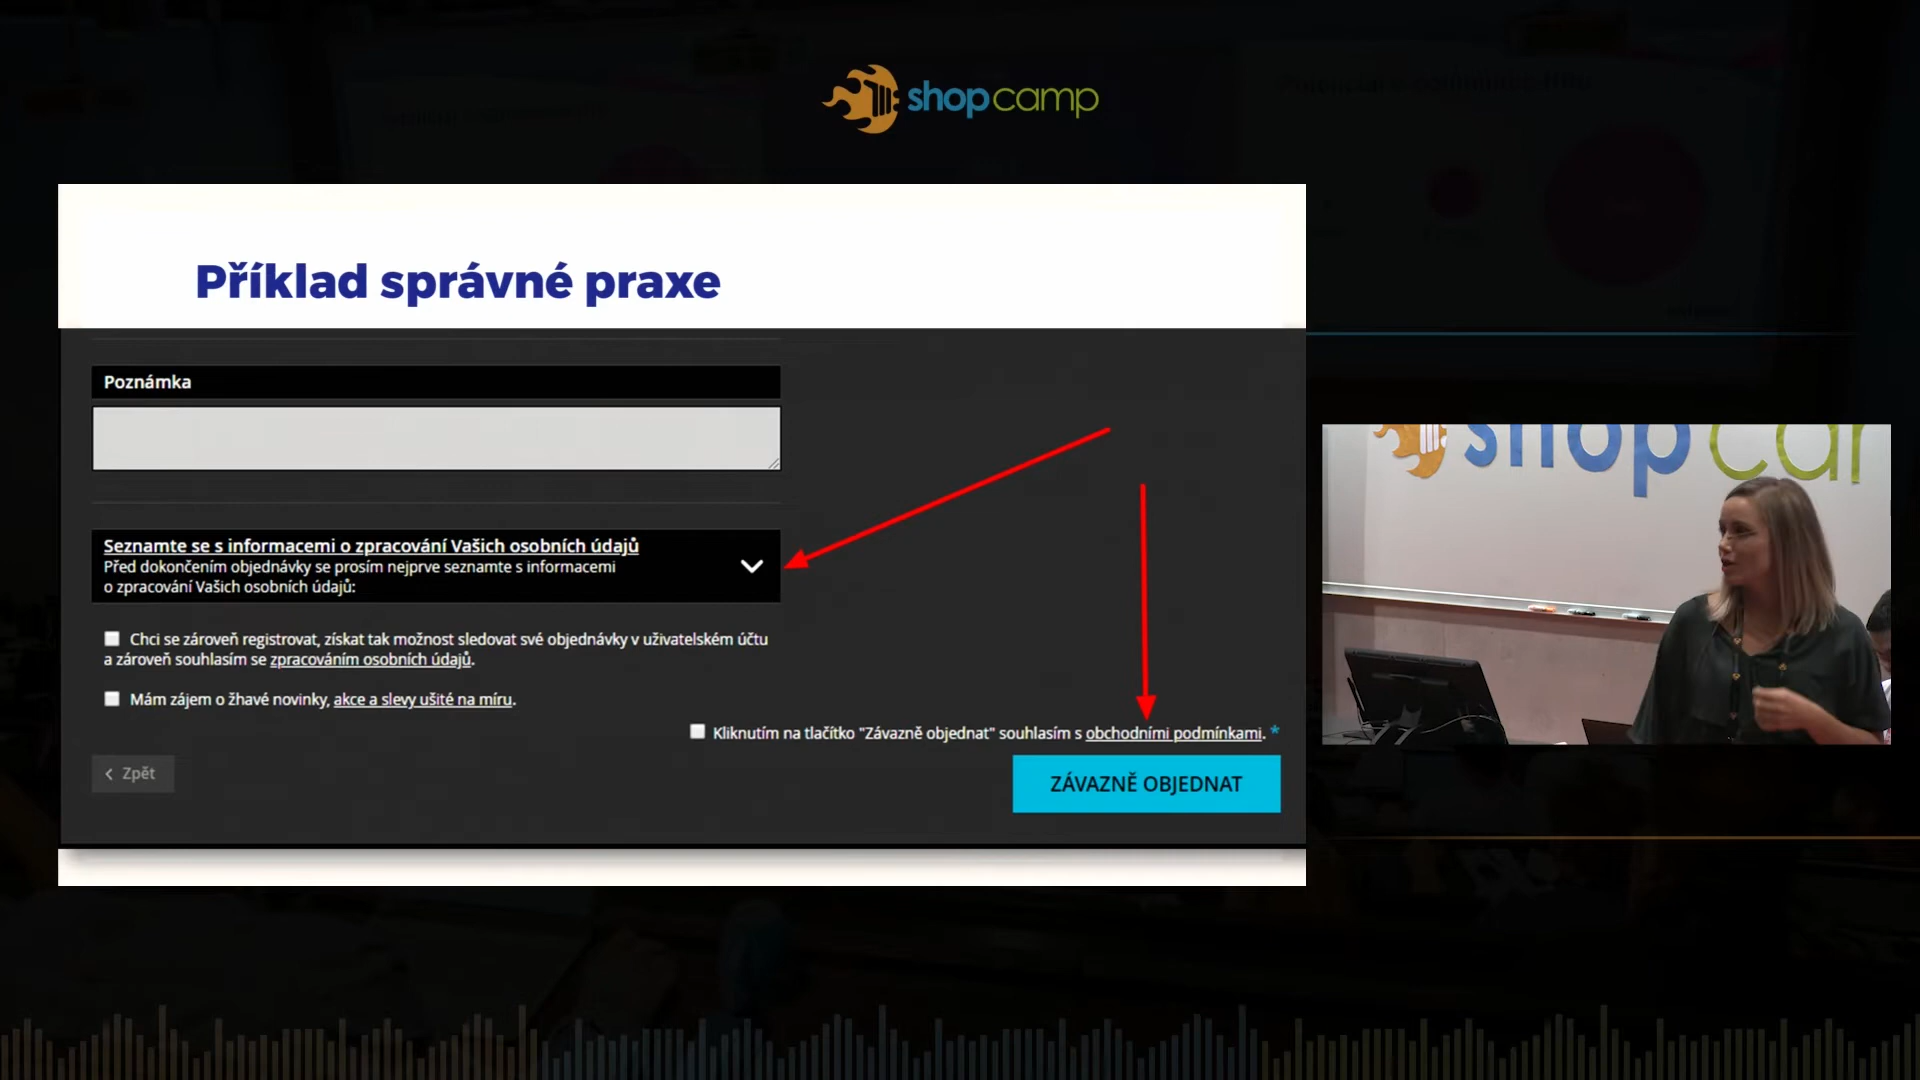 shopcamp
Příklad správné praxe
Poznámka
Seznamte se s informacemi o zpracování Vašich osobních údajů
Před dokončením objednávky se prosím nejprve seznamte s informacemi
o zpracování Vašich osobních údajů:
Chci se zároveň registrovat, získat tak možnost sledovat své objednávky v uživatelském účtu
a zároveň souhlasím se zpracováním osobních údajů.
Mám zájem o žhavé novinky, akce a slevy ušité na míru.
Kliknutím na tlačítko "Závazně objednat" souhlasím s obchodními podmínkami. *
Zpět
ZÁVAZNĚ OBJEDNAT
shop car